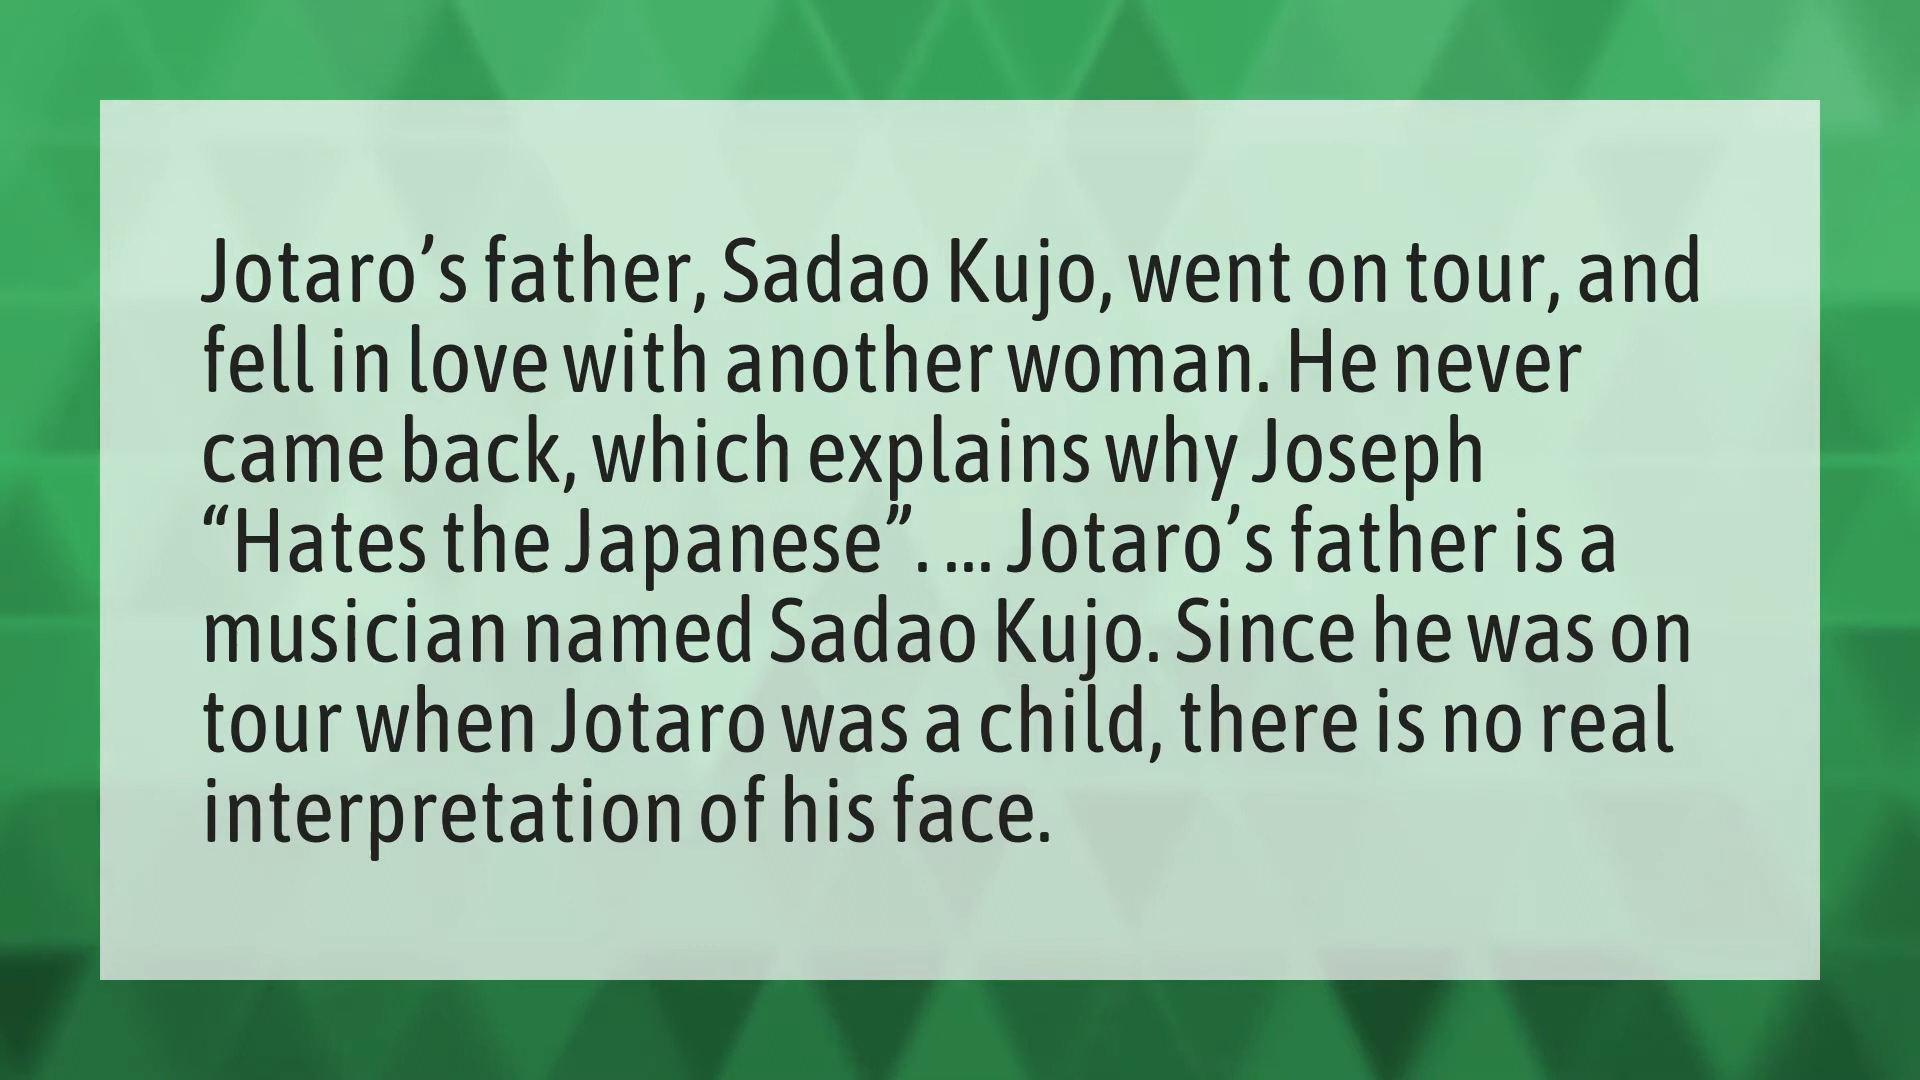 Jotaro’s father, Sadao Kujo, went on tour, and
fell in love with another woman. He never
came back, which explains why Joseph
“Hates the Japanese”. ... Jotaro’s father is a
musician named Sadao Kujo. Since he was on
tour when Jotaro was a child, there is no real
interpretation of his face.